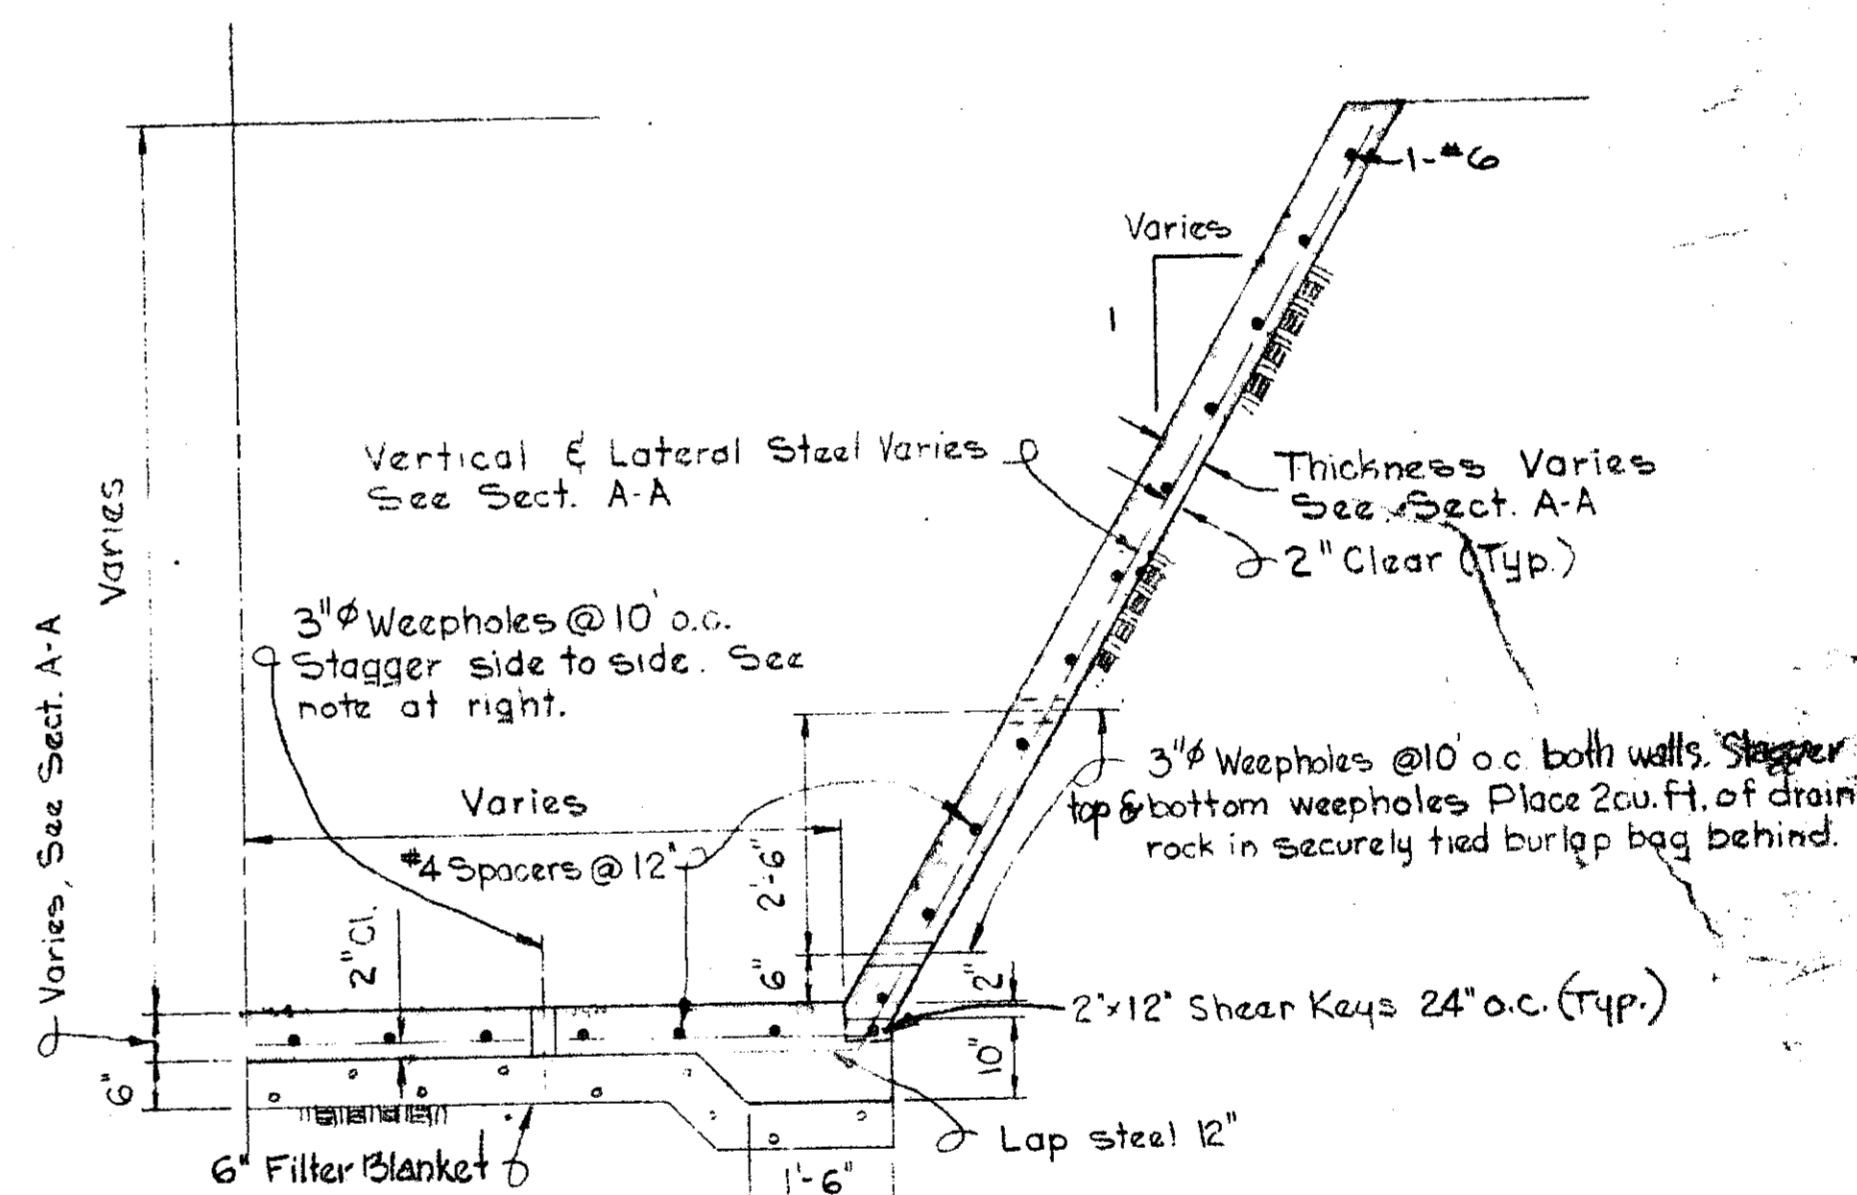 1-#6
Varies
1
Vertical & Lateral Steel Varies
See Sect. A-A
Thickness Varies
See Sect. A-A
2" Clear (Typ.)
Varies
Varies, See Sect. A-A
3"ϕ Weepholes @ 10' o.c.
Stagger side to side. See
note at right.
3"ϕ Weepholes @10' o.c. both walls. Stagger
top & bottom weepholes Place 2cu.ft. of drain
rock in securely tied burlap bag behind.
Varies
#4 Spacers @ 12"
2'-6"
2" Cl.
6"
2"
2"x12" Shear Keys 24" o.c. (Typ.)
10"
6"
Lap steel 12"
6" Filter Blanket
1'-6"